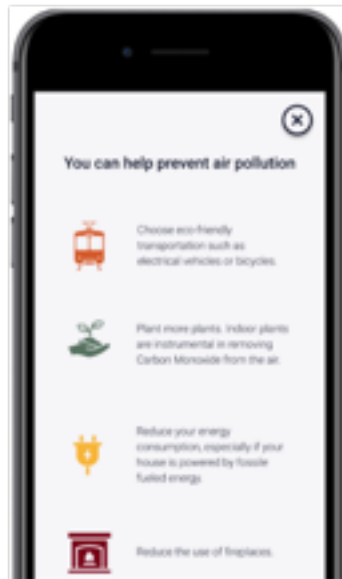 You can help prevent air pollution
Choose eco-friendly
transportation such as
electrical vehicles or bicycles.
Plant more plants. Indoor plants
are instrumental in removing
Carbon Monoxide from the air.
Reduce your energy
consumption, especially if your
house is powered by fossile
fueled energy.
Reduce the use of fireplaces.